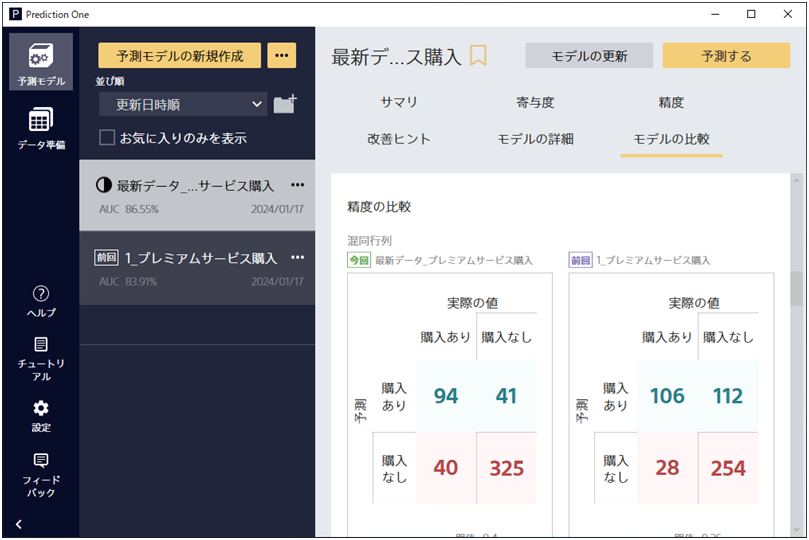 Prediction One
予測モデル
データ準備
ヘルプ
チュートリ
アル
設定
フィード
バック
予測モデルの新規作成
並び順
更新日時順
お気に入りのみを表示
最新データ_...サービス購入
AUC 86.55% 2024/01/17
前回 1_プレミアムサービス購入
AUC 83.91% 2024/01/17
最新デ...ス購入
モデルの更新
予測する
サマリ 寄与度 精度
改善ヒント モデルの詳細 モデルの比較
精度の比較
混同行列
今回 最新データ_プレミアムサービス購入
実際の値
購入あり 購入なし
予測
購入
あり
94 41
購入
なし
40 325
前回 1_プレミアムサービス購入
実際の値
購入あり 購入なし
予測
購入
あり
106 112
購入
なし
28 254